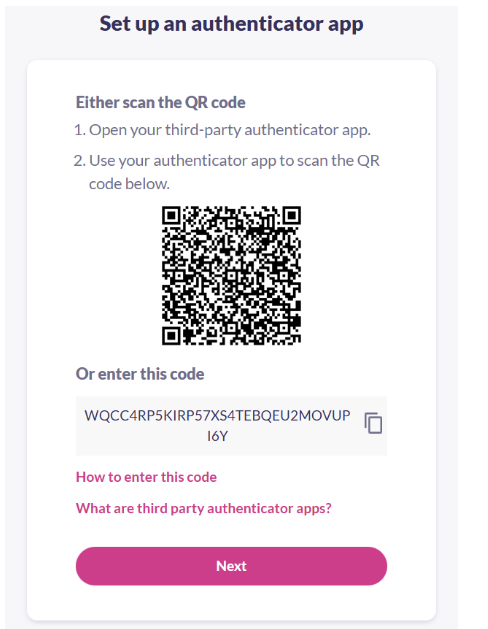 Set up an authenticator app
Either scan the QR code
1. Open your third-party authenticator app.
2. Use your authenticator app to scan the QR
code below.
Or enter this code
WQCC4RP5KIRP57XS4TEBQEU2MOVUP
I6Y
How to enter this code
What are third party authenticator apps?
Next